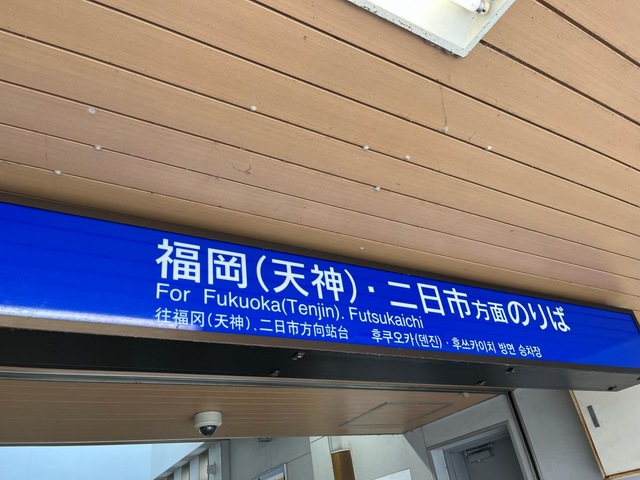 福岡(天神)・二日市方面のりば
For Fukuoka(Tenjin). Futsukaichi
往福冈(天神).二日市方向站台 후쿠오카(덴진)·후쓰카이치 방면 승차장